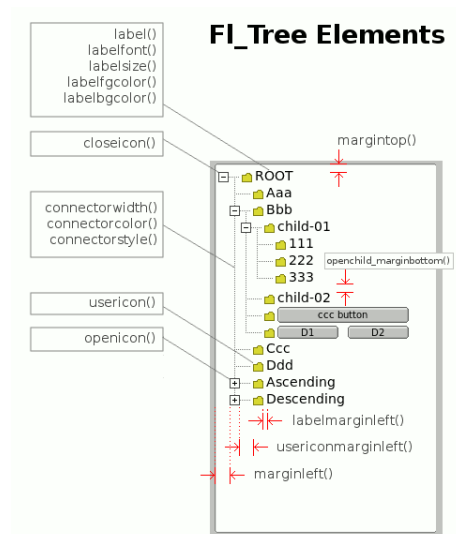 Fl_Tree Elements
label()
labelfont()
labelsize()
labelfgcolor()
labelbgcolor()
closeicon()
connectorwidth()
connectorcolor()
connectorstyle()
usericon()
openicon()
margintop()
ROOT
Aaa
Bbb
child-01
111
222
333
openchild_marginbottom()
child-02
ccc button
D1 D2
Ccc
Ddd
Ascending
Descending
labelmarginleft()
usericonmarginleft()
marginleft()